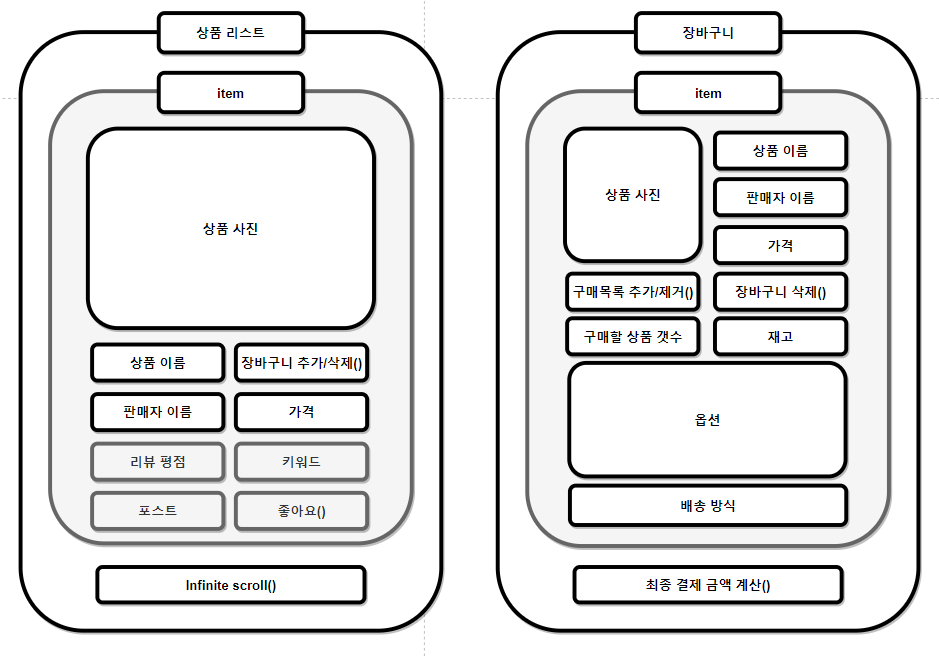 상품 리스트
item
상품 사진
상품 이름
장바구니 추가/삭제()
판매자 이름
가격
리뷰 평점
키워드
포스트
좋아요()
Infinite scroll()
장바구니
item
상품 사진
상품 이름
판매자 이름
가격
구매목록 추가/제거()
장바구니 삭제()
구매할 상품 갯수
재고
옵션
배송 방식
최종 결제 금액 계산()